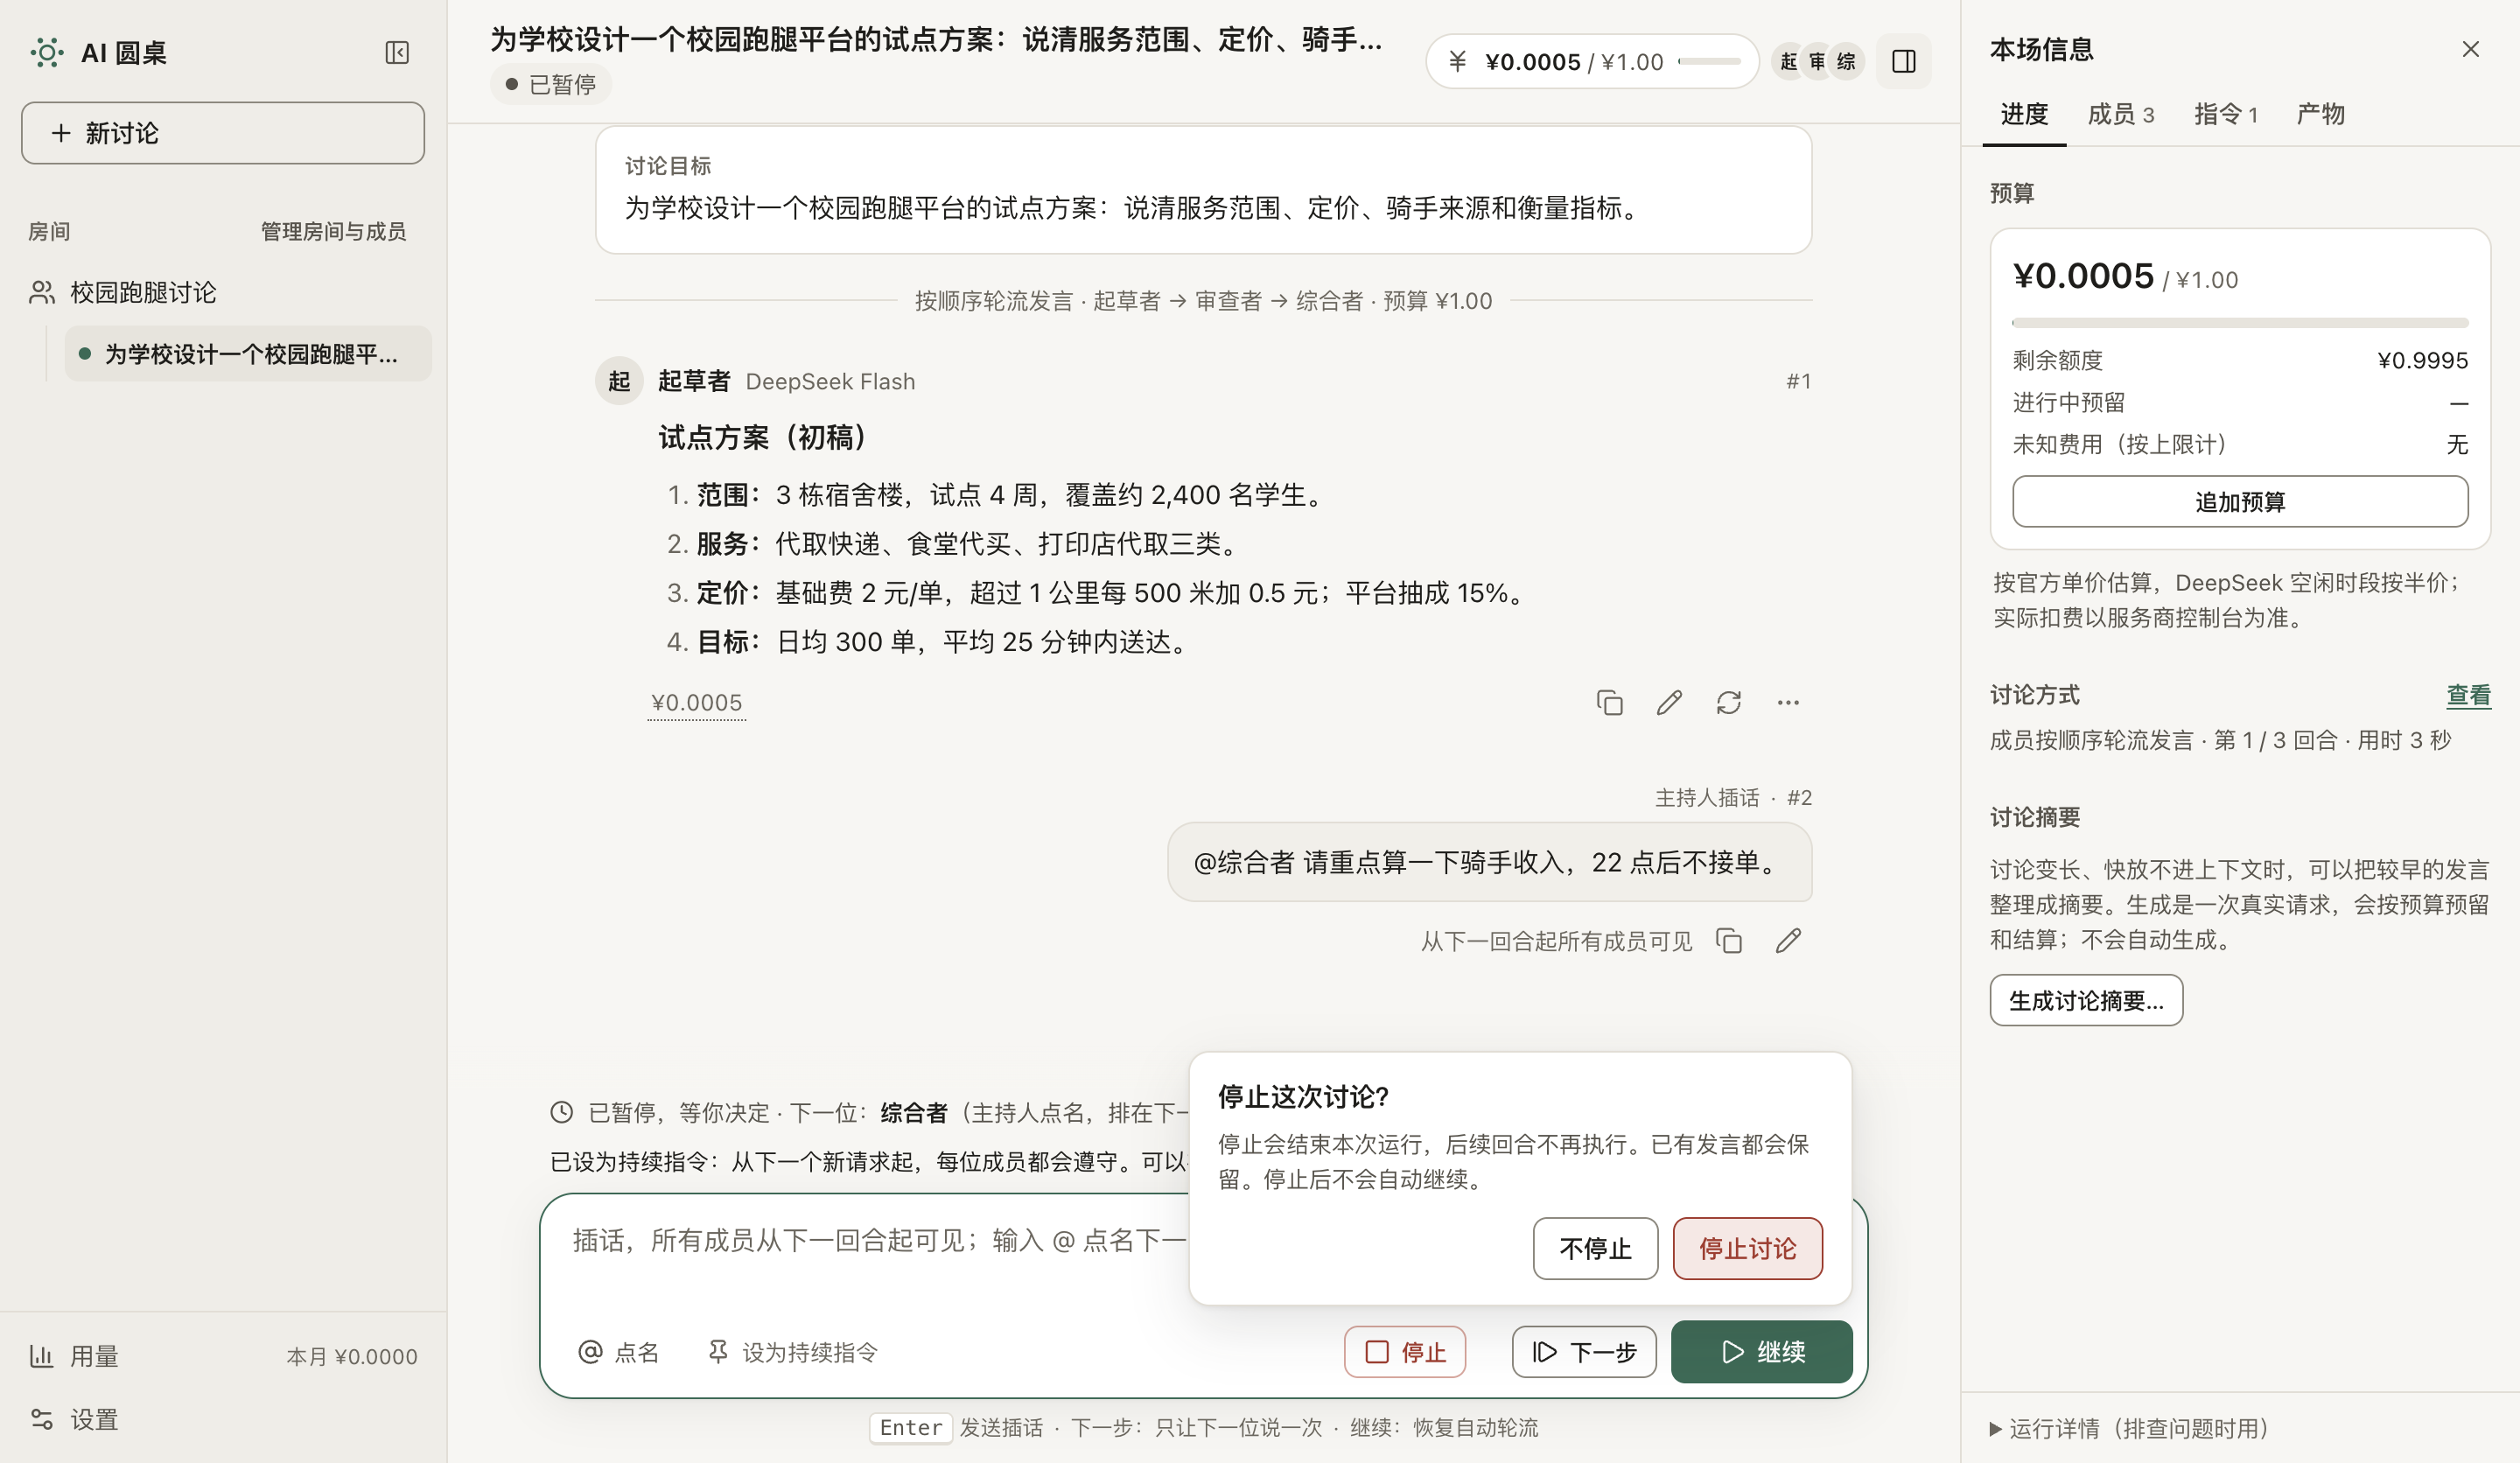 AI 圆桌
新讨论
房间
管理房间与成员
校园跑腿讨论
为学校设计一个校园跑腿平...
用量
本月 ¥0.0000
设置
为学校设计一个校园跑腿平台的试点方案：说清服务范围、定价、骑手...
已暂停
¥0.0005 / ¥1.00
起 审 综
讨论目标
为学校设计一个校园跑腿平台的试点方案：说清服务范围、定价、骑手来源和衡量指标。
按顺序轮流发言 · 起草者 → 审查者 → 综合者 · 预算 ¥1.00
起 起草者 DeepSeek Flash #1
试点方案（初稿）
1. 范围：3 栋宿舍楼，试点 4 周，覆盖约 2,400 名学生。
2. 服务：代取快递、食堂代买、打印店代取三类。
3. 定价：基础费 2 元/单，超过 1 公里每 500 米加 0.5 元；平台抽成 15%。
4. 目标：日均 300 单，平均 25 分钟内送达。
¥0.0005
主持人插话 · #2
@综合者 请重点算一下骑手收入，22 点后不接单。
从下一回合起所有成员可见
已暂停，等你决定 · 下一位：综合者（主持人点名，排在下一
已设为持续指令：从下一个新请求起，每位成员都会遵守。可以
插话，所有成员从下一回合起可见；输入 @ 点名下一
停止这次讨论？
停止会结束本次运行，后续回合不再执行。已有发言都会保
留。停止后不会自动继续。
不停止
停止讨论
点名
设为持续指令
停止
下一步
继续
Enter 发送插话 · 下一步：只让下一位说一次 · 继续：恢复自动轮流
本场信息
进度 成员 3 指令 1 产物
预算
¥0.0005 / ¥1.00
剩余额度 ¥0.9995
进行中预留 —
未知费用（按上限计） 无
追加预算
按官方单价估算，DeepSeek 空闲时段按半价；
实际扣费以服务商控制台为准。
讨论方式 查看
成员按顺序轮流发言 · 第 1 / 3 回合 · 用时 3 秒
讨论摘要
讨论变长、快放不进上下文时，可以把较早的发言
整理成摘要。生成是一次真实请求，会按预算预留
和结算；不会自动生成。
生成讨论摘要...
运行详情（排查问题时用）